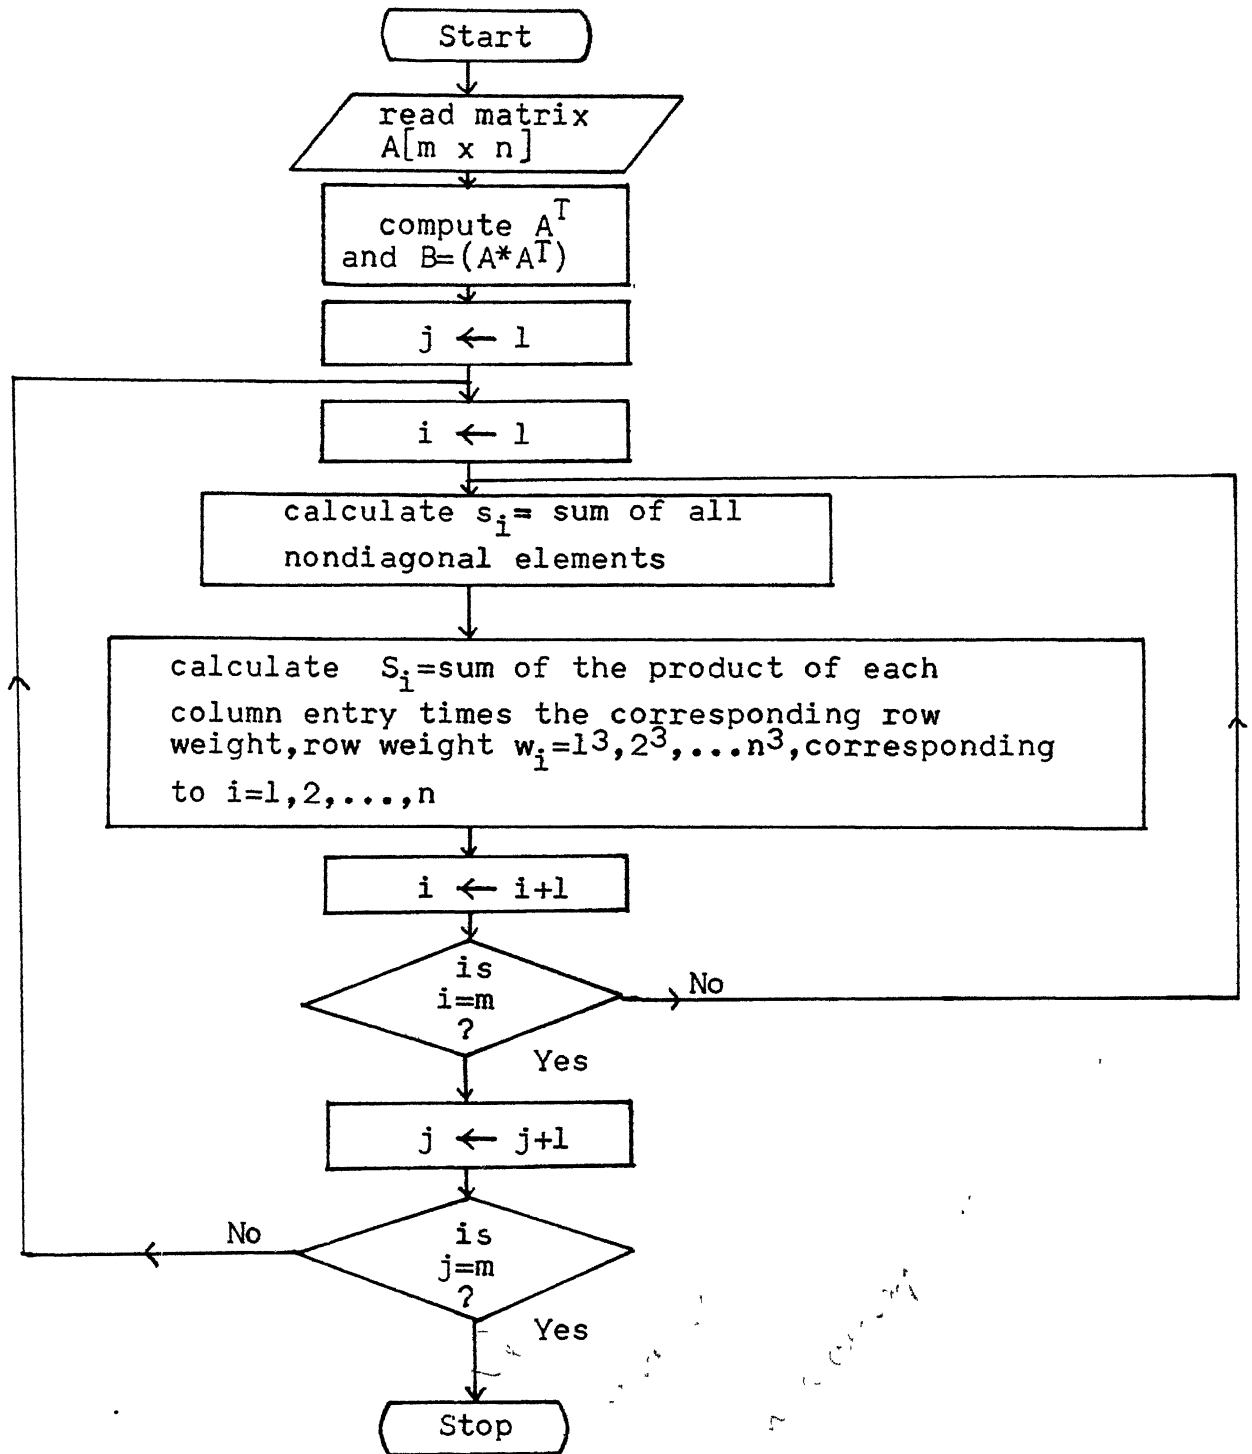 Start
read matrix
A[m x n]
compute A^T
and B=(A*A^T)
j ← 1
i ← 1
calculate s_i= sum of all
nondiagonal elements
calculate S_i=sum of the product of each
column entry times the corresponding row
weight,row weight w_i=1^3,2^3,...n^3,corresponding
to i=1,2,...,n
i ← i+1
is
i=m
?
No
Yes
j ← j+1
is
j=m
?
No
Yes
Stop